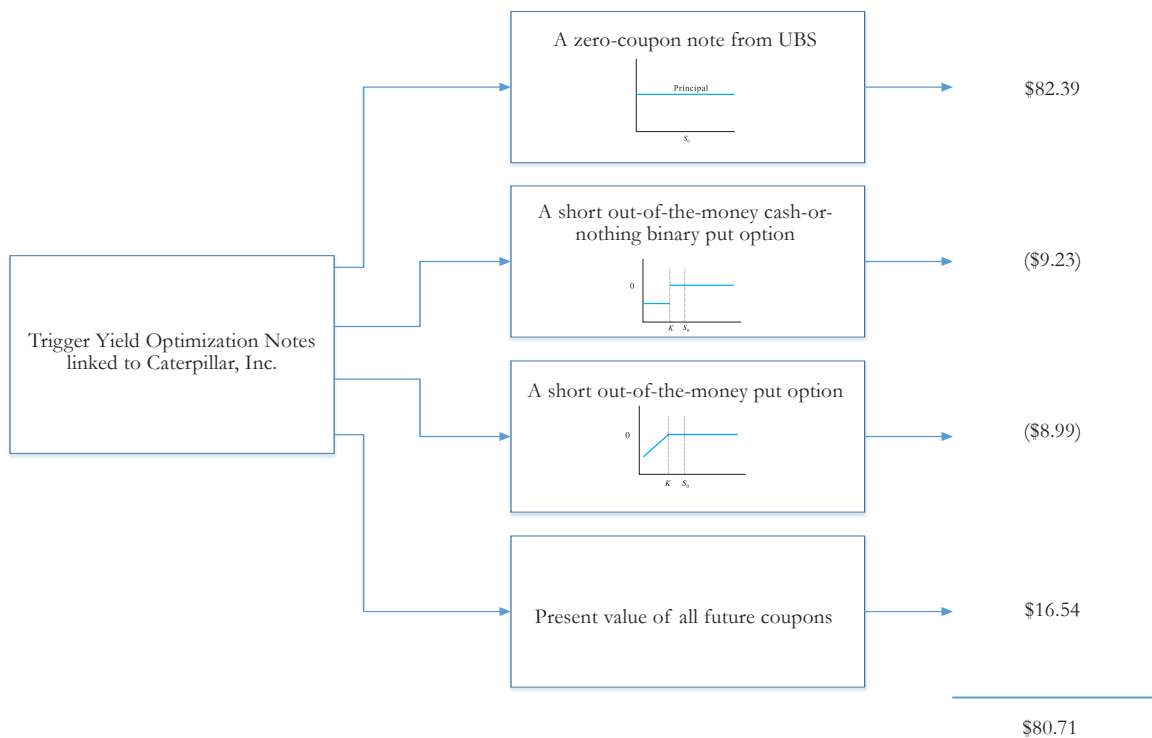 A zero-coupon note from UBS
Principal
S₀
$82.39
A short out-of-the-money cash-or-
nothing binary put option
0
K
S₀
($9.23)
Trigger Yield Optimization Notes
linked to Caterpillar, Inc.
A short out-of-the-money put option
0
K
S₀
($8.99)
Present value of all future coupons
$16.54
$80.71